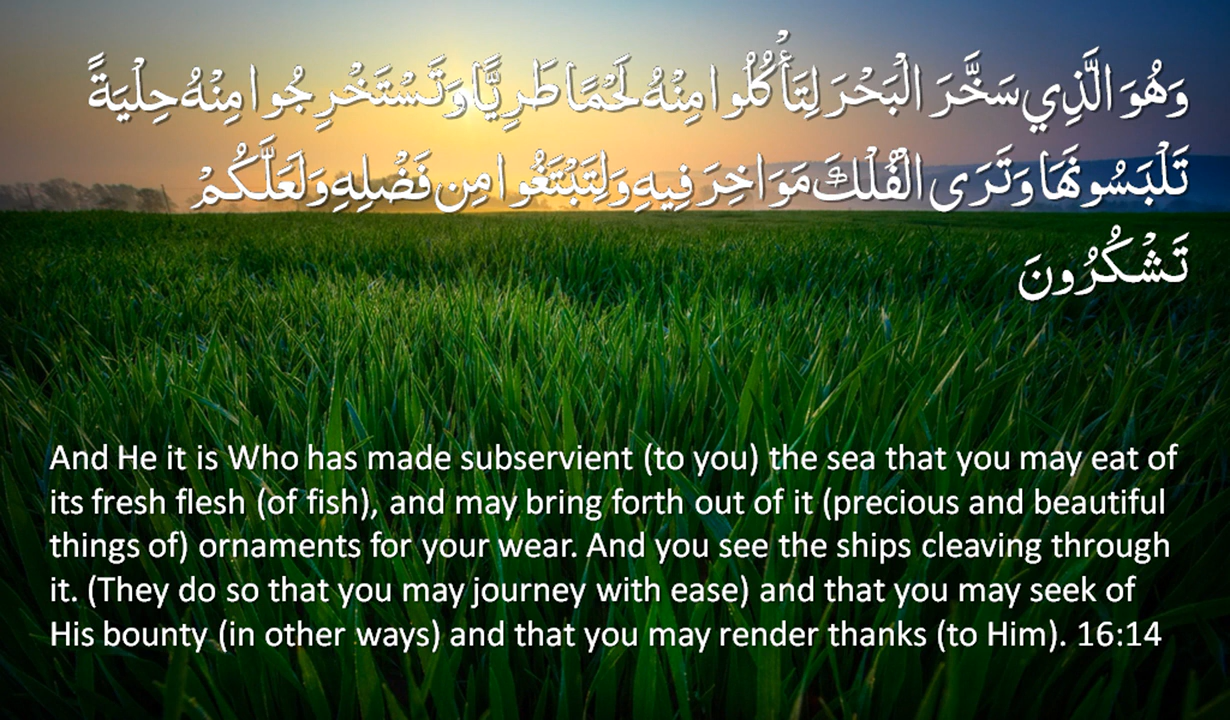 وَهُوَ الَّذِي سَخَّرَ الْبَحْرَ لِتَأْكُلُوا مِنْهُ لَحْمًا طَرِيًّا وَتَسْتَخْرِجُوا مِنْهُ حِلْيَةً
تَلْبَسُونَهَا وَتَرَى الْفُلْكَ مَوَاخِرَ فِيهِ وَلِتَبْتَغُوا مِن فَضْلِهِ وَلَعَلَّكُمْ
تَشْكُرُونَ
And He it is Who has made subservient (to you) the sea that you may eat of
its fresh flesh (of fish), and may bring forth out of it (precious and beautiful
things of) ornaments for your wear. And you see the ships cleaving through
it. (They do so that you may journey with ease) and that you may seek of
His bounty (in other ways) and that you may render thanks (to Him). 16:14